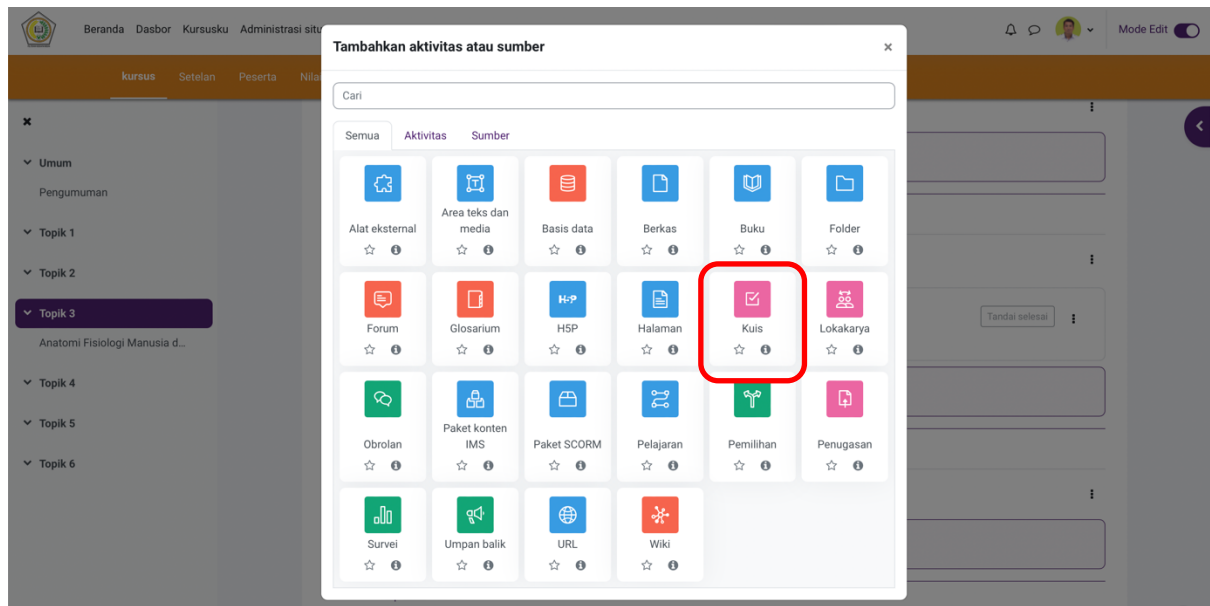 Beranda Dasbor Kursusku Administrasi situ
Mode Edit
kursus Setelan Peserta Nilai
Tambahkan aktivitas atau sumber
Cari
Semua Aktivitas Sumber
Umum
Pengumuman
Topik 1
Topik 2
Topik 3
Anatomi Fisiologi Manusia d...
Topik 4
Topik 5
Topik 6
Alat eksternal
Area teks dan
media
Basis data
Berkas
Buku
Folder
Forum
Glosarium
H5P
H5P
Halaman
Kuis
Lokakarya
Obrolan
Paket konten
IMS
Paket SCORM
Pelajaran
Pemilihan
Penugasan
Survei
Umpan balik
URL
Wiki
Tandai selesai